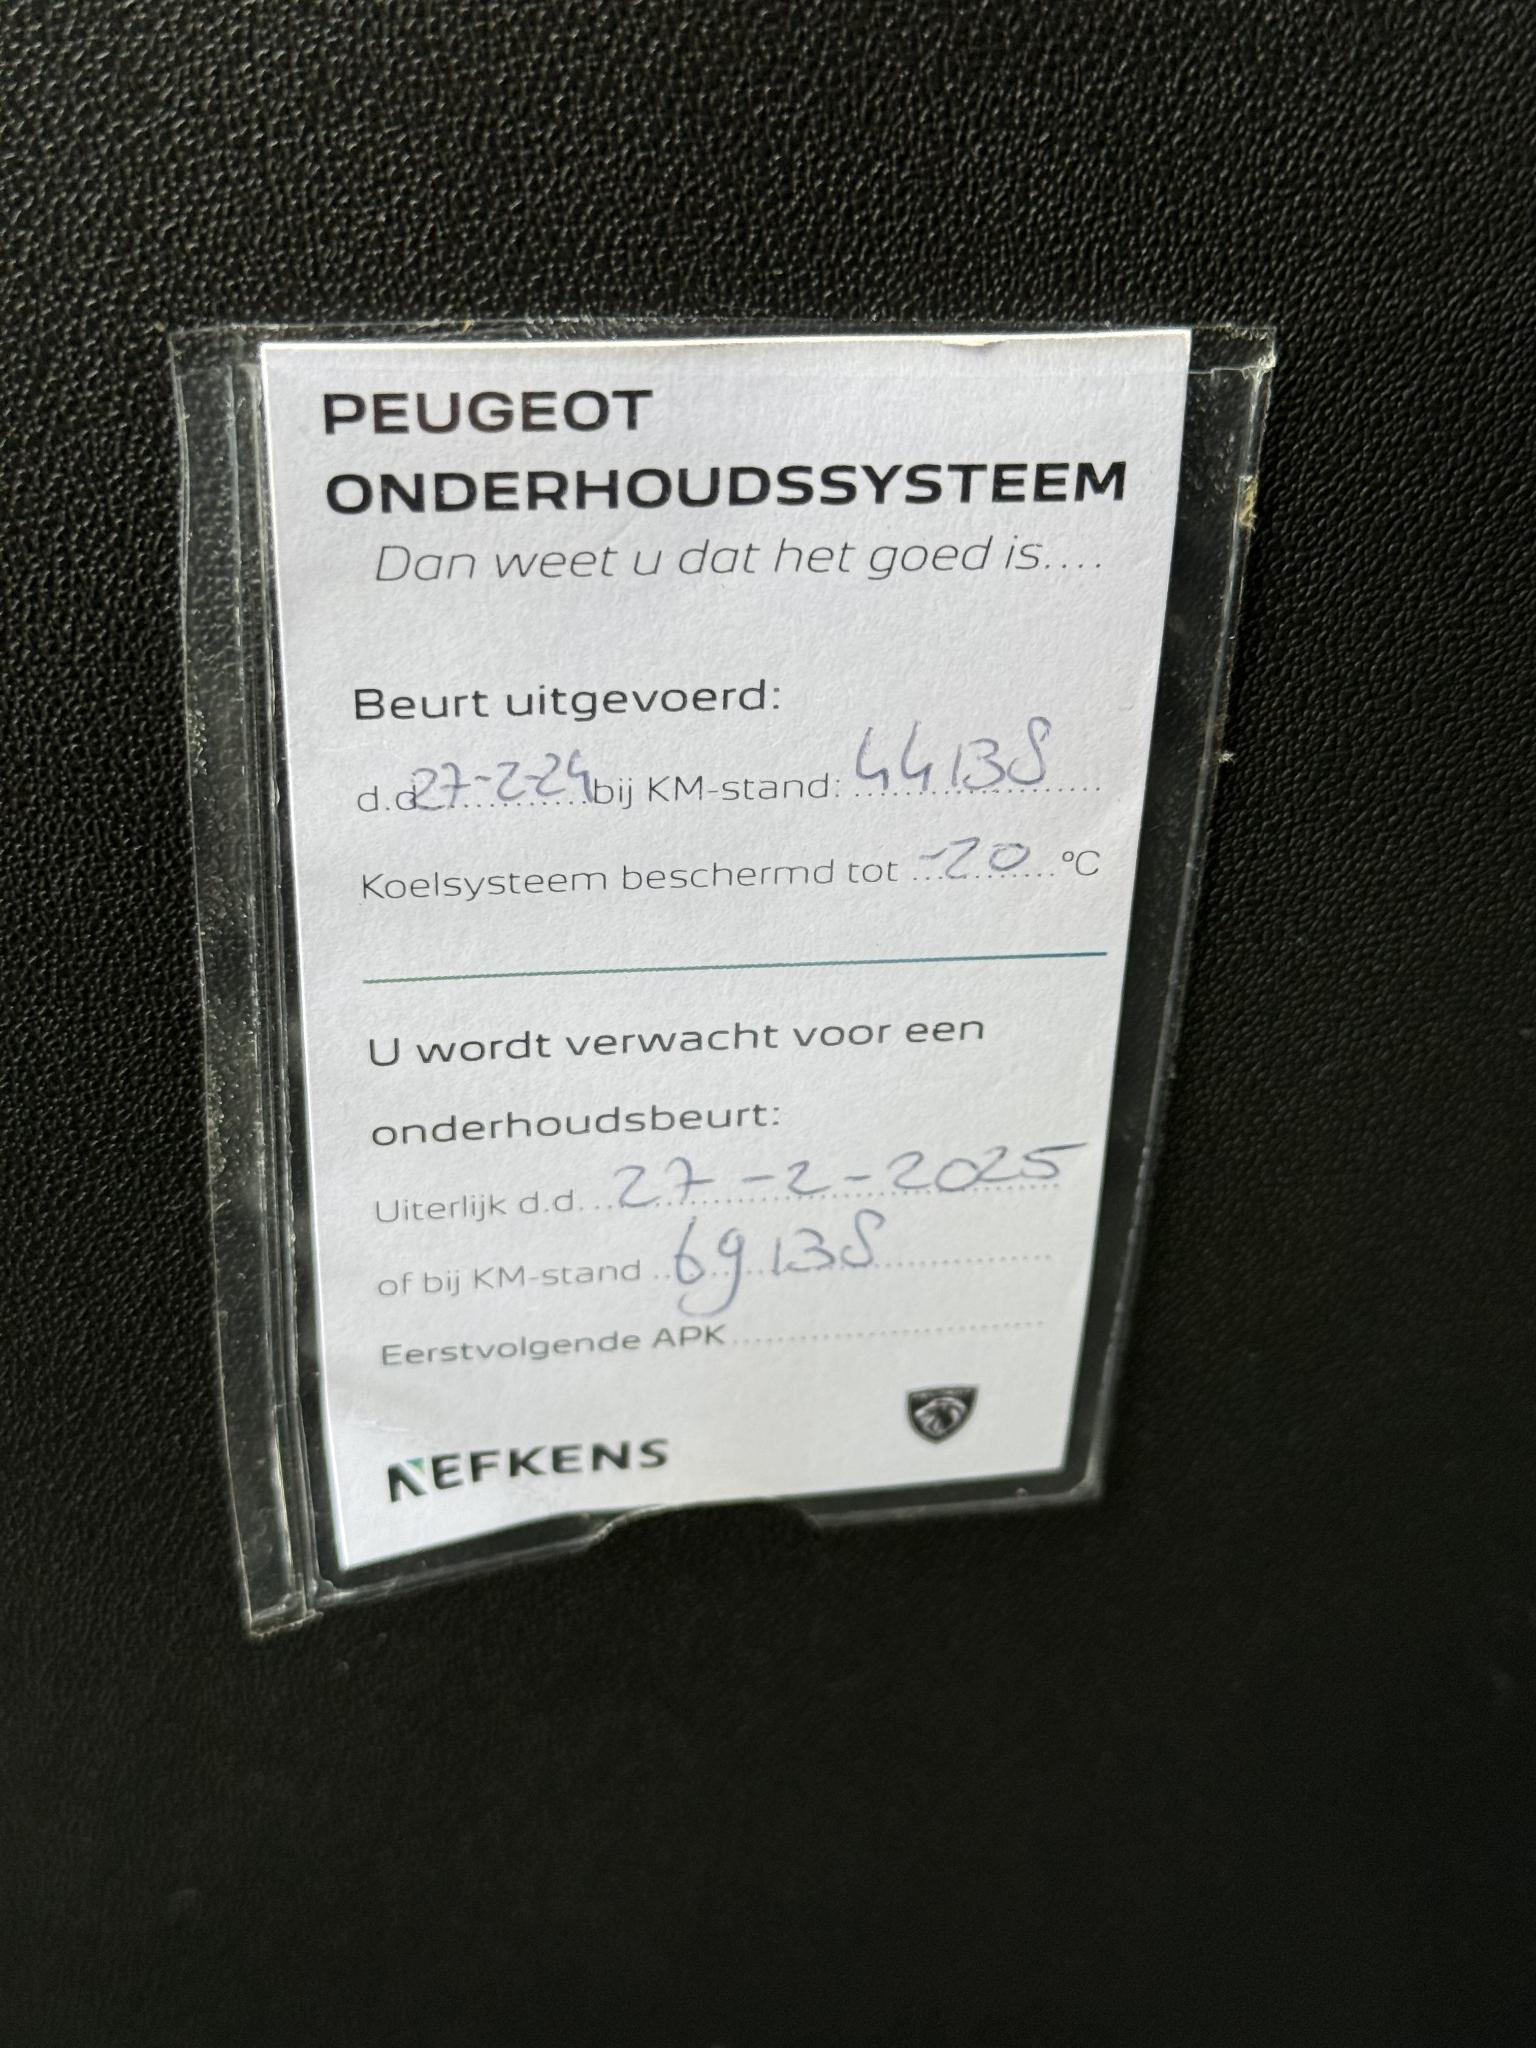 PEUGEOT
ONDERHOUDSSYSTEEM
Dan weet u dat het goed is....
Beurt uitgevoerd:
d.d 27-2-24 bij KM-stand: 44138
Koelsysteem beschermd tot -20 ºC
U wordt verwacht voor een
onderhoudsbeurt:
Uiterlijk d.d. 27-2-2025
of bij KM-stand 69138
Eerstvolgende APK
NEFKENS